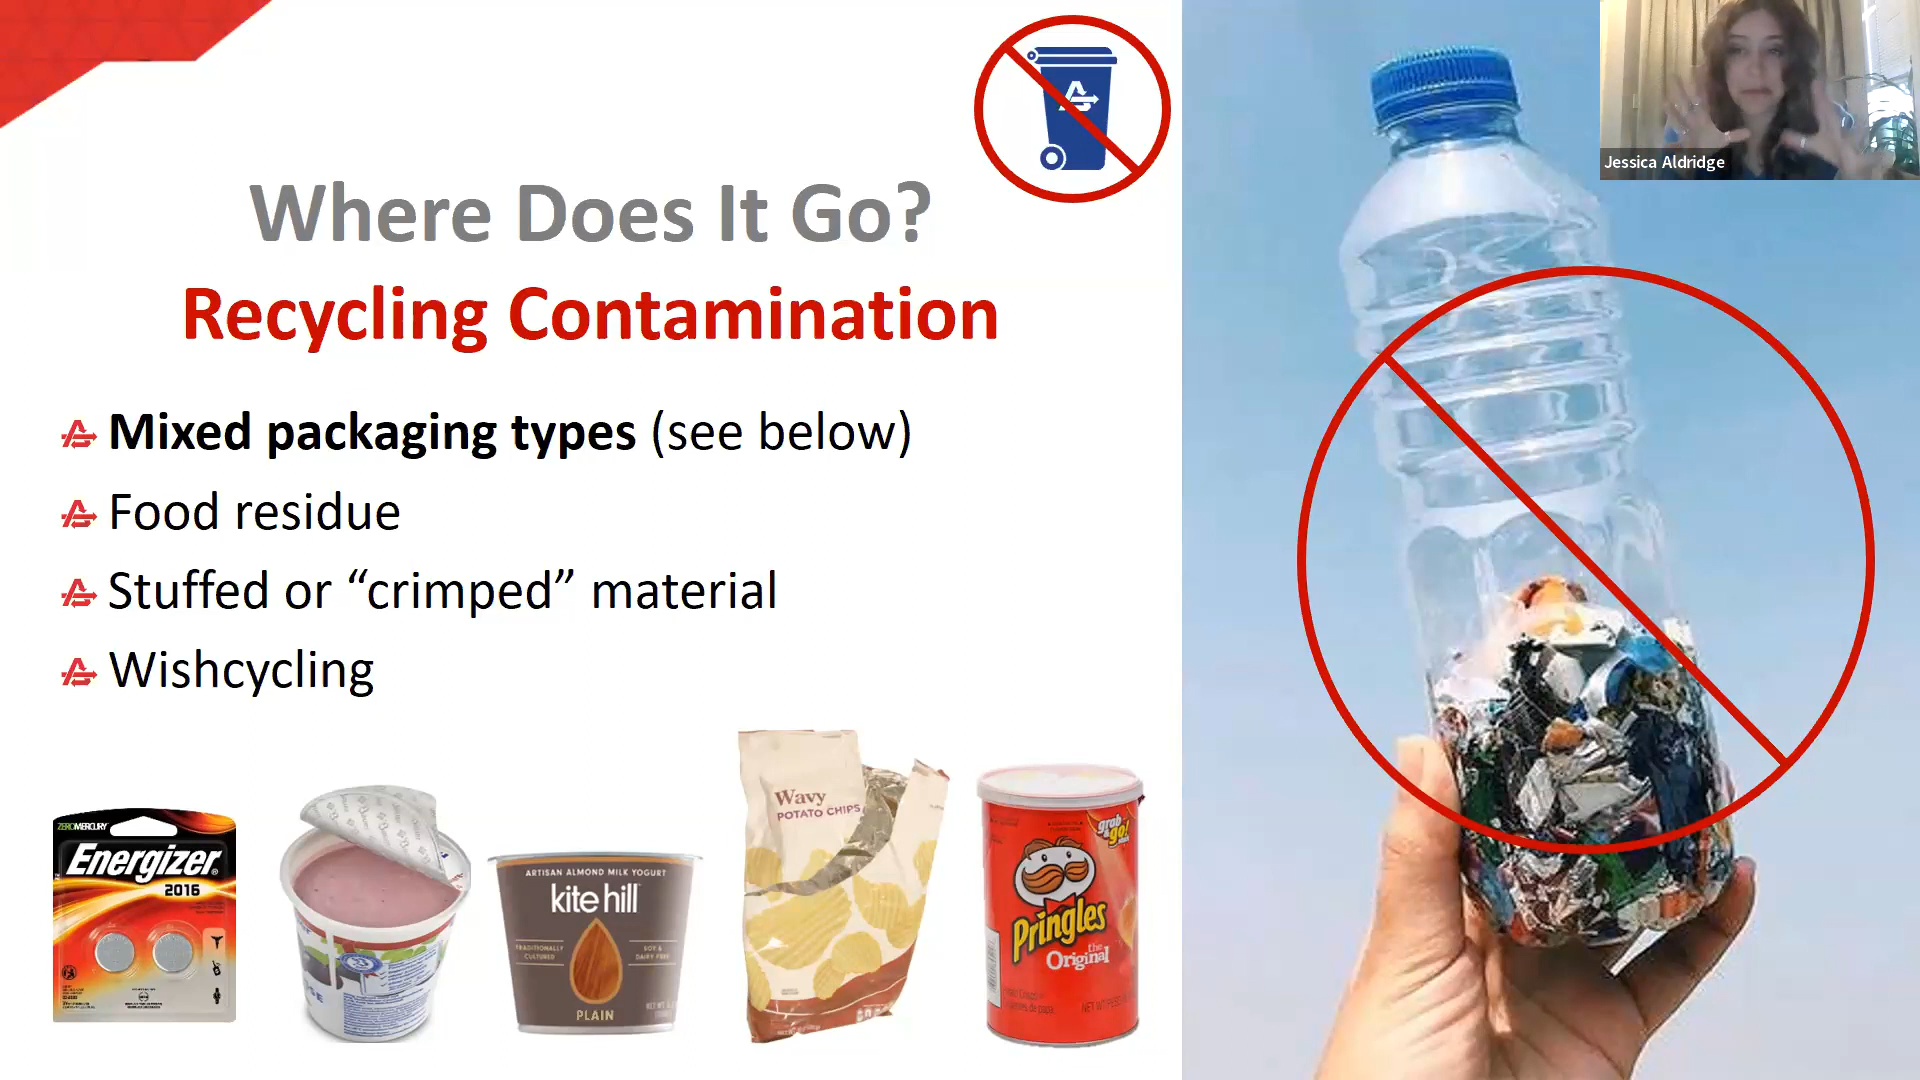 Jessica Aldridge
Where Does It Go?
Recycling Contamination
Mixed packaging types (see below)
Food residue
Stuffed or “crimped” material
Wishcycling
ZEROMERCURY
Energizer
2016
ARTISAN ALMOND MILK YOGURT
kite hill
TRADITIONALLY
CULTURED
SOY &
DAIRY FREE
PLAIN
Wavy
POTATO CHIPS
grab
&go!
Pringles
the
Original